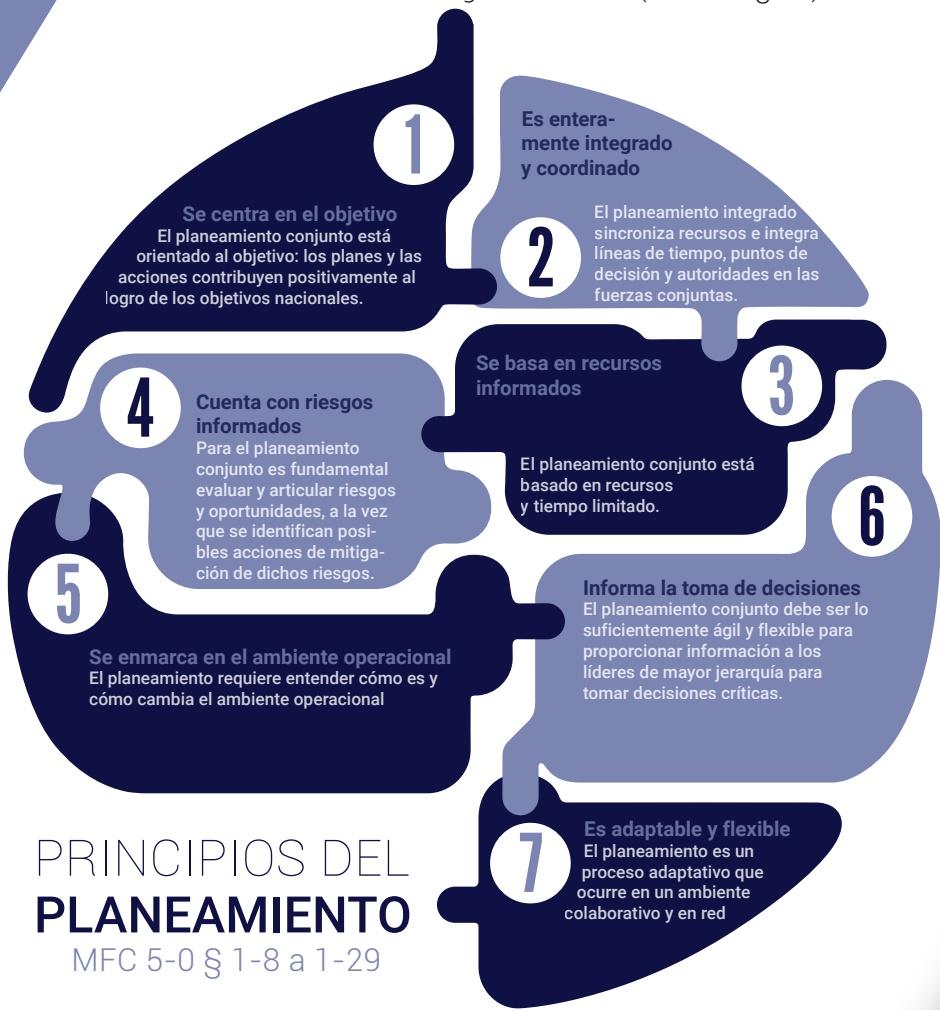 1
Se centra en el objetivo
El planeamiento conjunto está
orientado al objetivo: los planes y las
acciones contribuyen positivamente al
logro de los objetivos nacionales.
Es entera-
mente integrado
y coordinado
2
El planeamiento integrado
sincroniza recursos e integra
líneas de tiempo, puntos de
decisión y autoridades en las
fuerzas conjuntas.
Se basa en recursos
informados
3
El planeamiento conjunto está
basado en recursos
y tiempo limitado.
4
Cuenta con riesgos
informados
Para el planeamiento
conjunto es fundamental
evaluar y articular riesgos
y oportunidades, a la vez
que se identifican posi-
bles acciones de mitiga-
ción de dichos riesgos.
5
Se enmarca en el ambiente operacional
El planeamiento requiere entender cómo es y
cómo cambia el ambiente operacional
6
Informa la toma de decisiones
El planeamiento conjunto debe ser lo
suficientemente ágil y flexible para
proporcionar información a los
líderes de mayor jerarquía para
tomar decisiones críticas.
7
Es adaptable y flexible
El planeamiento es un
proceso adaptativo que
ocurre en un ambiente
colaborativo y en red
PRINCIPIOS DEL
PLANEAMIENTO
MFC 5-0 § 1-8 a 1-29